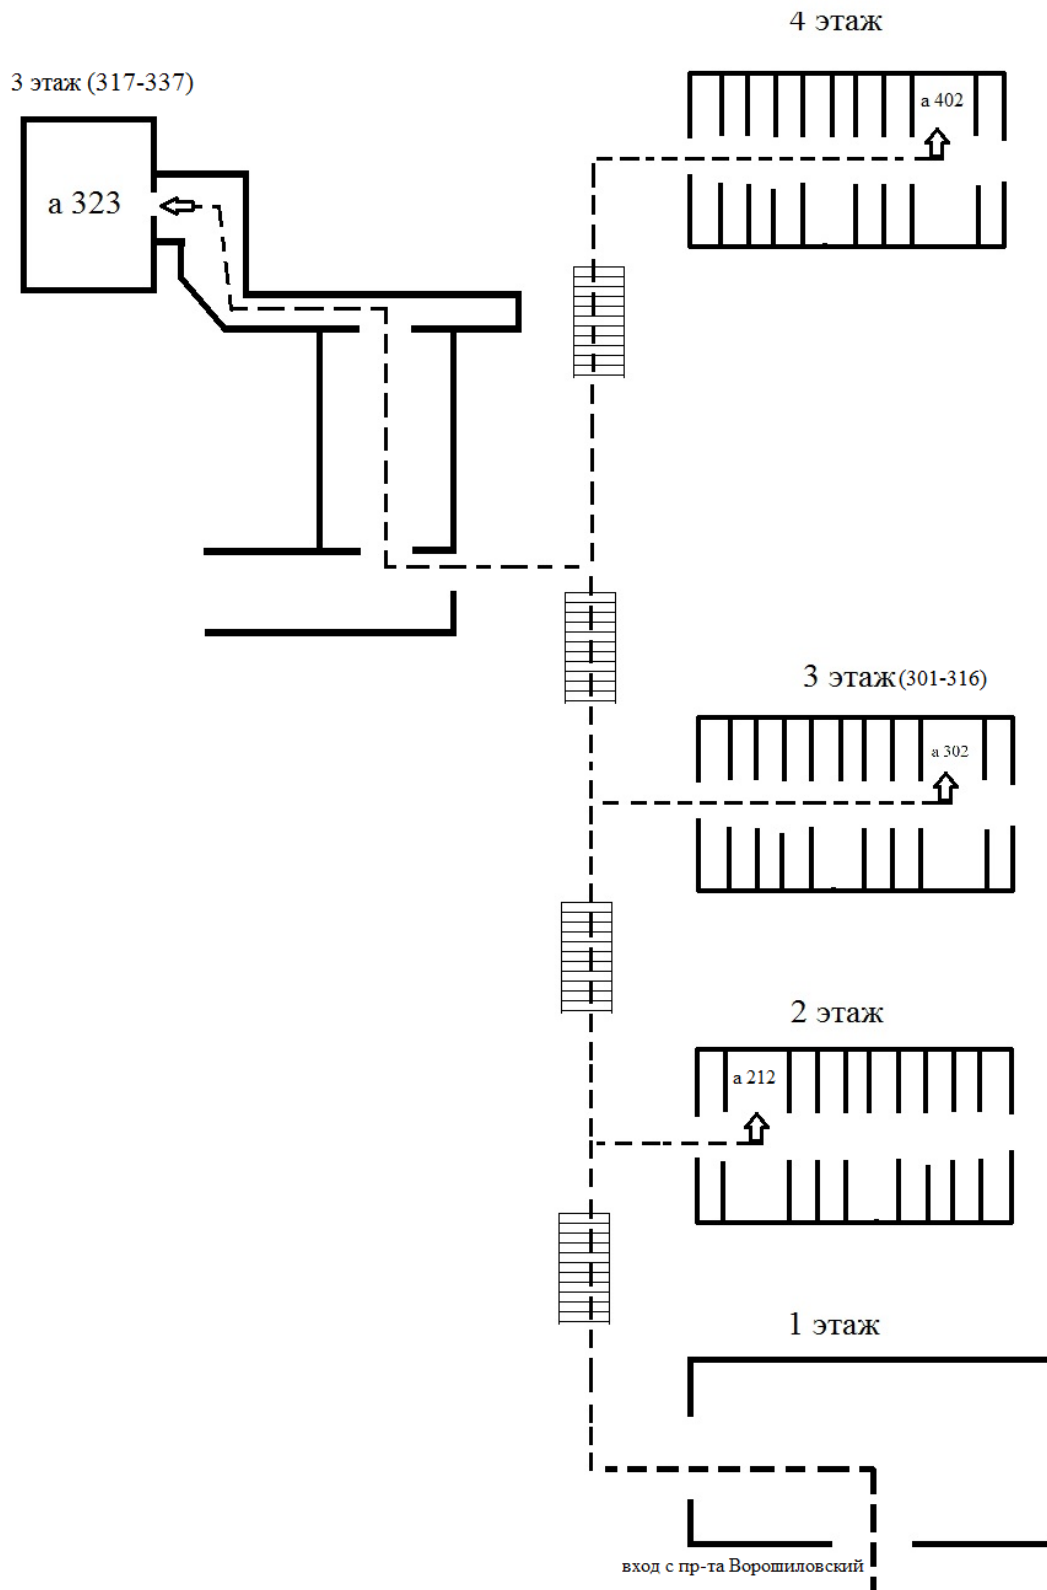 4 этаж
3 этаж (317-337)
а 402
а 323
3 этаж (301-316)
а 302
2 этаж
а 212
1 этаж
вход с пр-та Ворошиловский